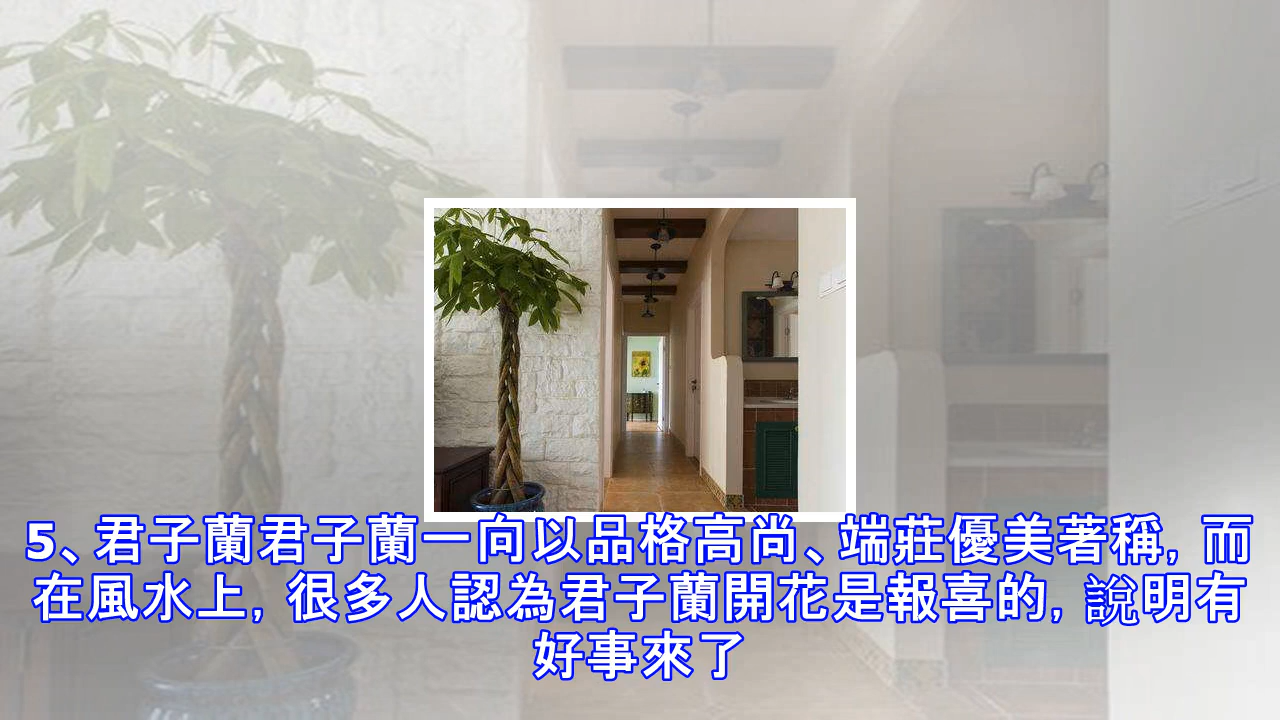 5、君子蘭君子蘭一向以品格高尚、端莊優美著稱, 而
在風水上, 很多人認為君子蘭開花是報喜的, 說明有
好事來了